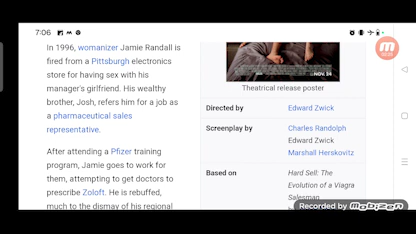 7:06
In 1996, womanizer Jamie Randall is
fired from a Pittsburgh electronics
store for having sex with his
manager's girlfriend. His wealthy
brother, Josh, refers him for a job as
a pharmaceutical sales
representative.
After attending a Pfizer training
program, Jamie goes to work for
them, attempting to get doctors to
prescribe Zoloft. He is rebuffed,
much to the dismay of his regional
NOV. 24
Theatrical release poster
Directed by Edward Zwick
Screenplay by Charles Randolph
Edward Zwick
Marshall Herskovitz
Based on Hard Sell: The
Evolution of a Viagra
Salesman
Recorded by MOBIZEN